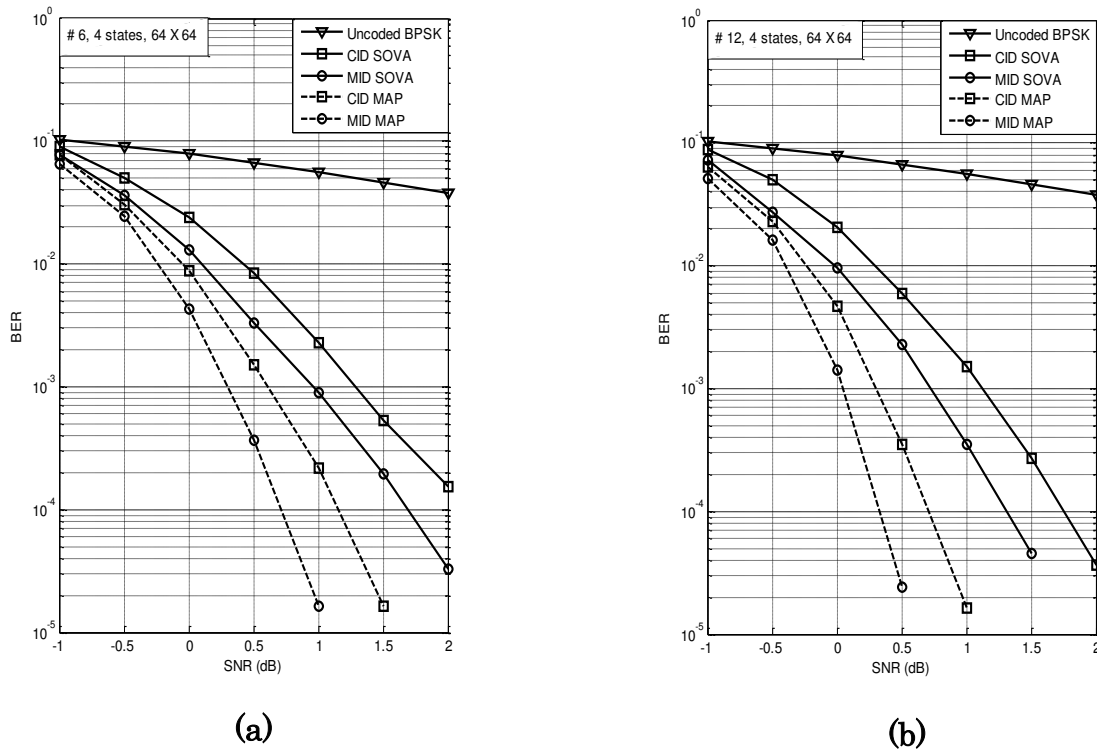 # 6, 4 states, 64 X 64
Uncoded BPSK
CID SOVA
MID SOVA
CID MAP
MID MAP
10^0
10^-1
10^-2
10^-3
10^-4
10^-5
BER
-1 -0.5 0 0.5 1 1.5 2
SNR (dB)
(a)
# 12, 4 states, 64 X 64
Uncoded BPSK
CID SOVA
MID SOVA
CID MAP
MID MAP
10^0
10^-1
10^-2
10^-3
10^-4
10^-5
BER
-1 -0.5 0 0.5 1 1.5 2
SNR (dB)
(b)